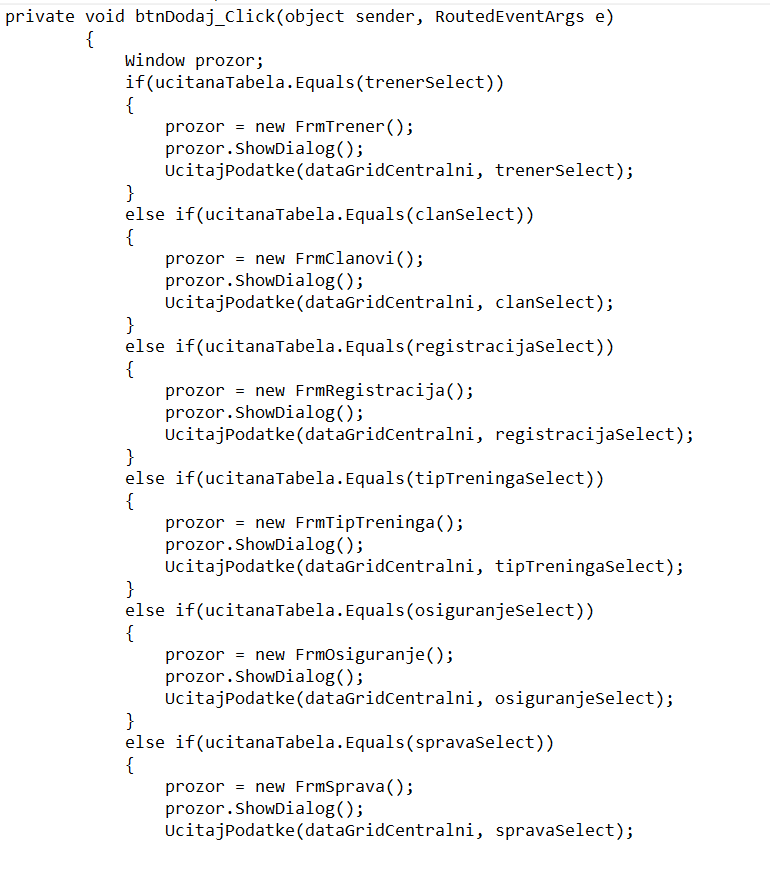 private void btnDodaj_Click(object sender, RoutedEventArgs e)
        {
            Window prozor;
            if(ucitanaTabela.Equals(trenerSelect))
            {
                prozor = new FrmTrener();
                prozor.ShowDialog();
                UcitajPodatke(dataGridCentralni, trenerSelect);
            }
            else if(ucitanaTabela.Equals(clanSelect))
            {
                prozor = new FrmClanovi();
                prozor.ShowDialog();
                UcitajPodatke(dataGridCentralni, clanSelect);
            }
            else if(ucitanaTabela.Equals(registracijaSelect))
            {
                prozor = new FrmRegistracija();
                prozor.ShowDialog();
                UcitajPodatke(dataGridCentralni, registracijaSelect);
            }
            else if(ucitanaTabela.Equals(tipTreningaSelect))
            {
                prozor = new FrmTipTreninga();
                prozor.ShowDialog();
                UcitajPodatke(dataGridCentralni, tipTreningaSelect);
            }
            else if(ucitanaTabela.Equals(osiguranjeSelect))
            {
                prozor = new FrmOsiguranje();
                prozor.ShowDialog();
                UcitajPodatke(dataGridCentralni, osiguranjeSelect);
            }
            else if(ucitanaTabela.Equals(spravaSelect))
            {
                prozor = new FrmSprava();
                prozor.ShowDialog();
                UcitajPodatke(dataGridCentralni, spravaSelect);